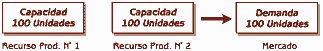 Capacidad
100 Unidades
Capacidad
100 Unidades
Demanda
100 Unidades
Recurso Prod. N° 1
Recurso Prod. N° 2
Mercado